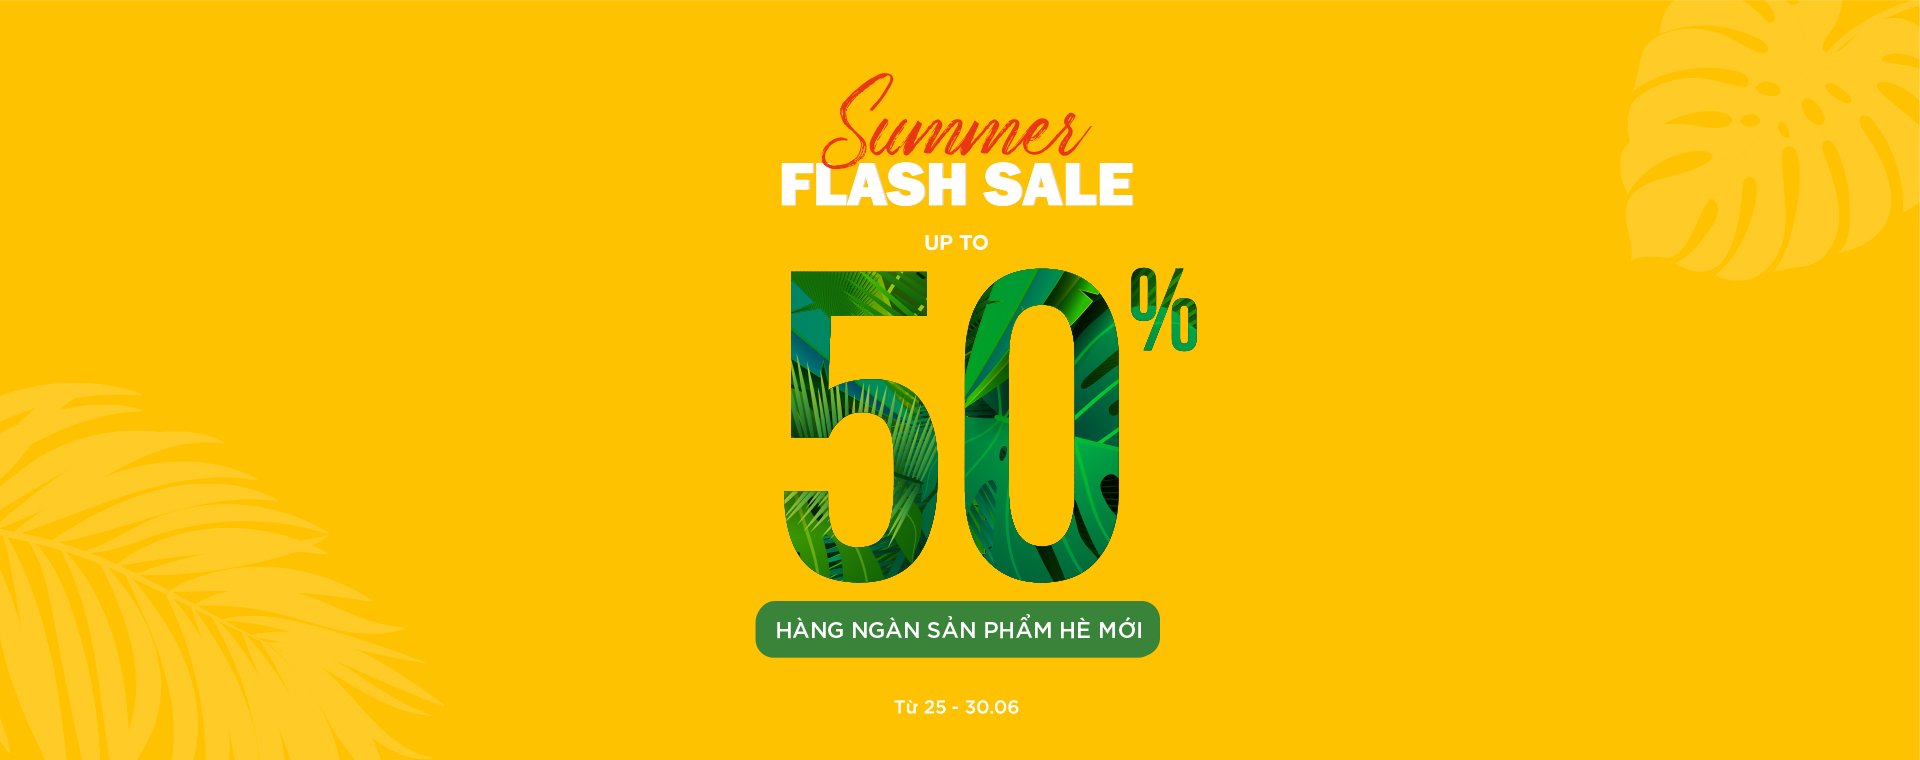 Summer
FLASH SALE
UP TO
50%
HÀNG NGÀN SẢN PHẨM HÈ MỚI
Từ 25 - 30.06